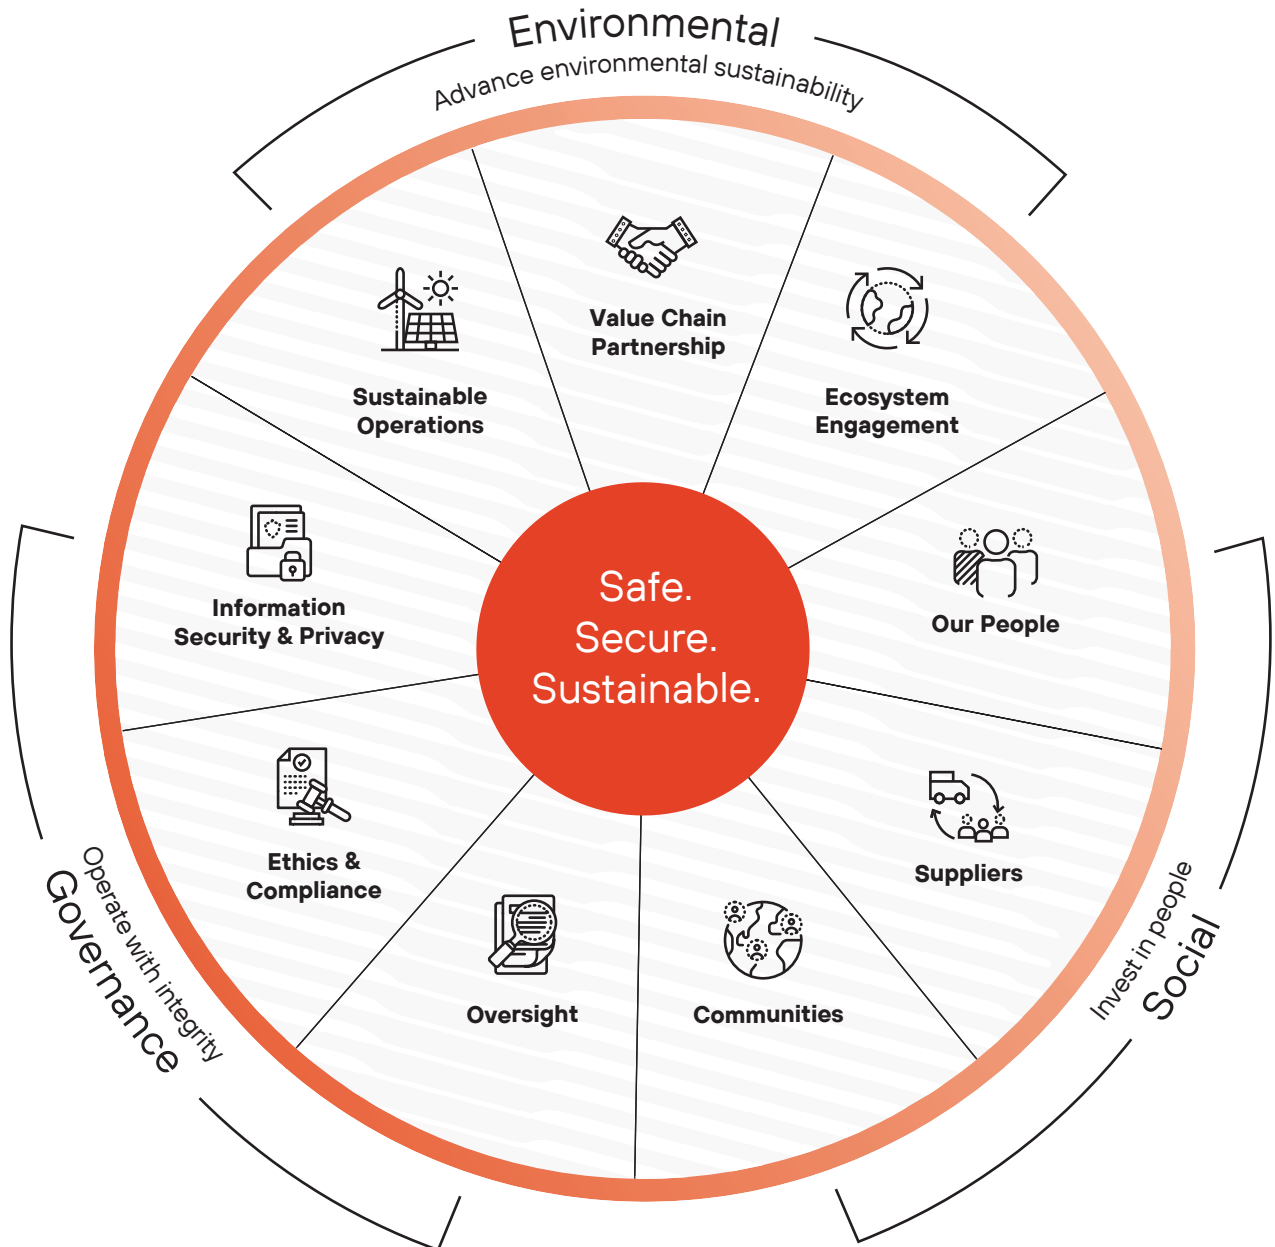 Environmental
Advance environmental sustainability
Value Chain
Partnership
Sustainable
Operations
Ecosystem
Engagement
Information
Security & Privacy
Our People
Safe.
Secure.
Sustainable.
Ethics &
Compliance
Suppliers
Oversight
Communities
Operate with integrity
Governance
Invest in people
Social